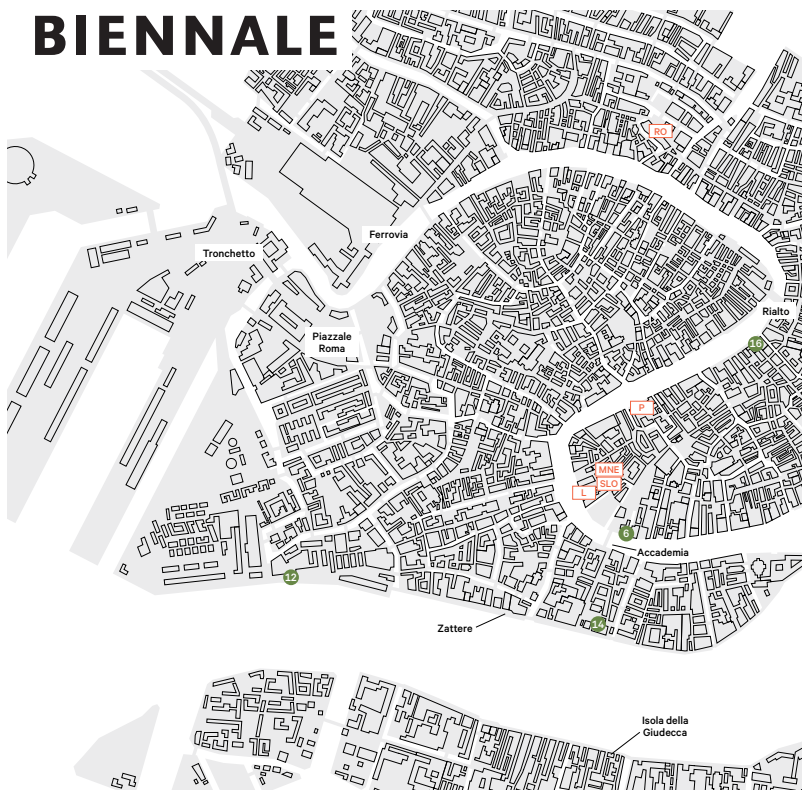 BIENNALE
RO
Ferrovia
Tronchetto
Rialto
Piazzale
Roma
16
P
MNE
SLO
L
6
Accademia
12
14
Zattere
Isola della
Giudecca